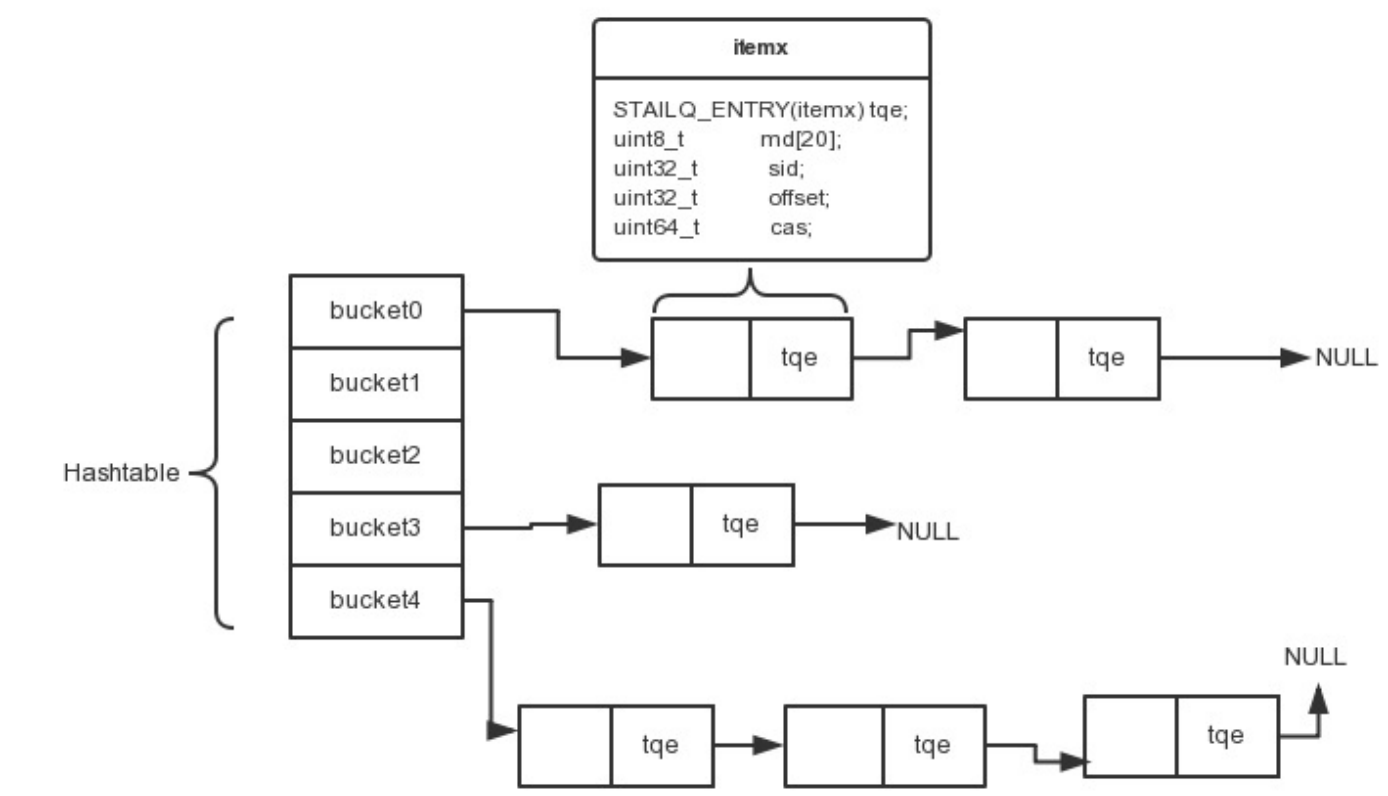 itemx
STAILQ_ENTRY(itemx) tqe;
uint8_t md[20];
uint32_t sid;
uint32_t offset;
uint64_t cas;
Hashtable
bucket0
tqe
tqe
NULL
bucket1
bucket2
bucket3
tqe
NULL
bucket4
tqe
tqe
tqe
NULL